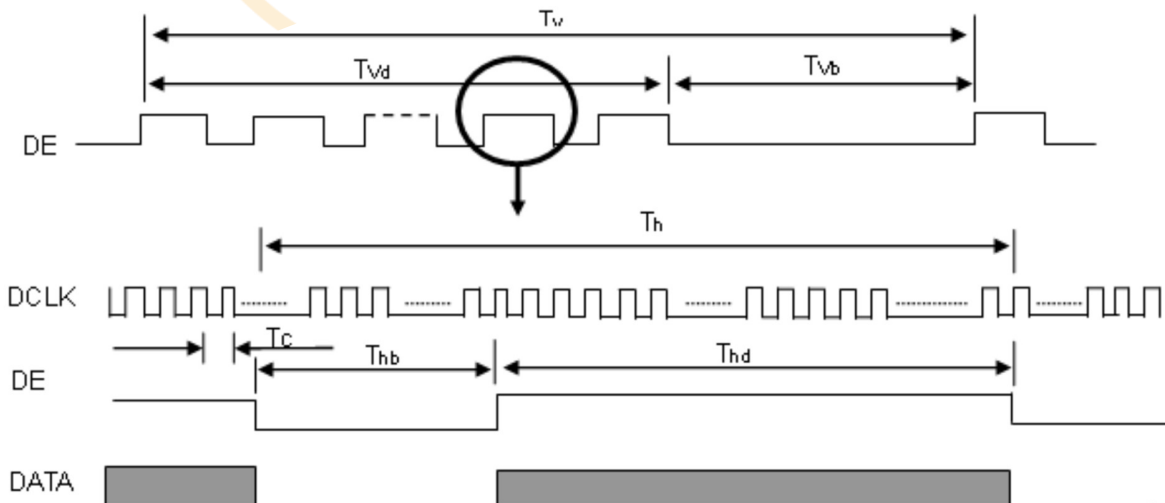 Tv
Tvd
Tvb
DE
Th
DCLK
Tc
Thb
Thd
DE
DATA